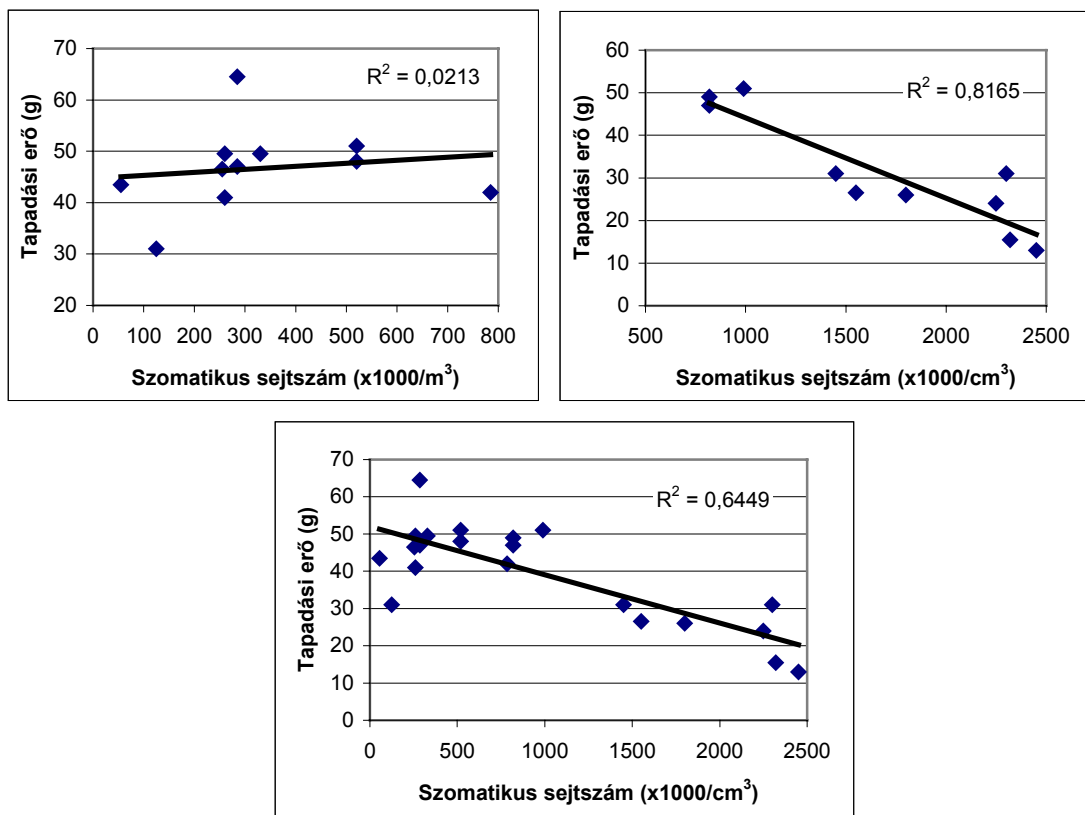 70
60
50
40
30
20
Tapadási erő (g)
R² = 0,0213
0 100 200 300 400 500 600 700 800
Szomatikus sejtszám (x1000/m³)
60
50
40
30
20
10
0
Tapadási erő (g)
R² = 0,8165
500 1000 1500 2000 2500
Szomatikus sejtszám (x1000/cm³)
70
60
50
40
30
20
10
0
Tapadási erő (g)
R² = 0,6449
0 500 1000 1500 2000 2500
Szomatikus sejtszám (x1000/cm³)